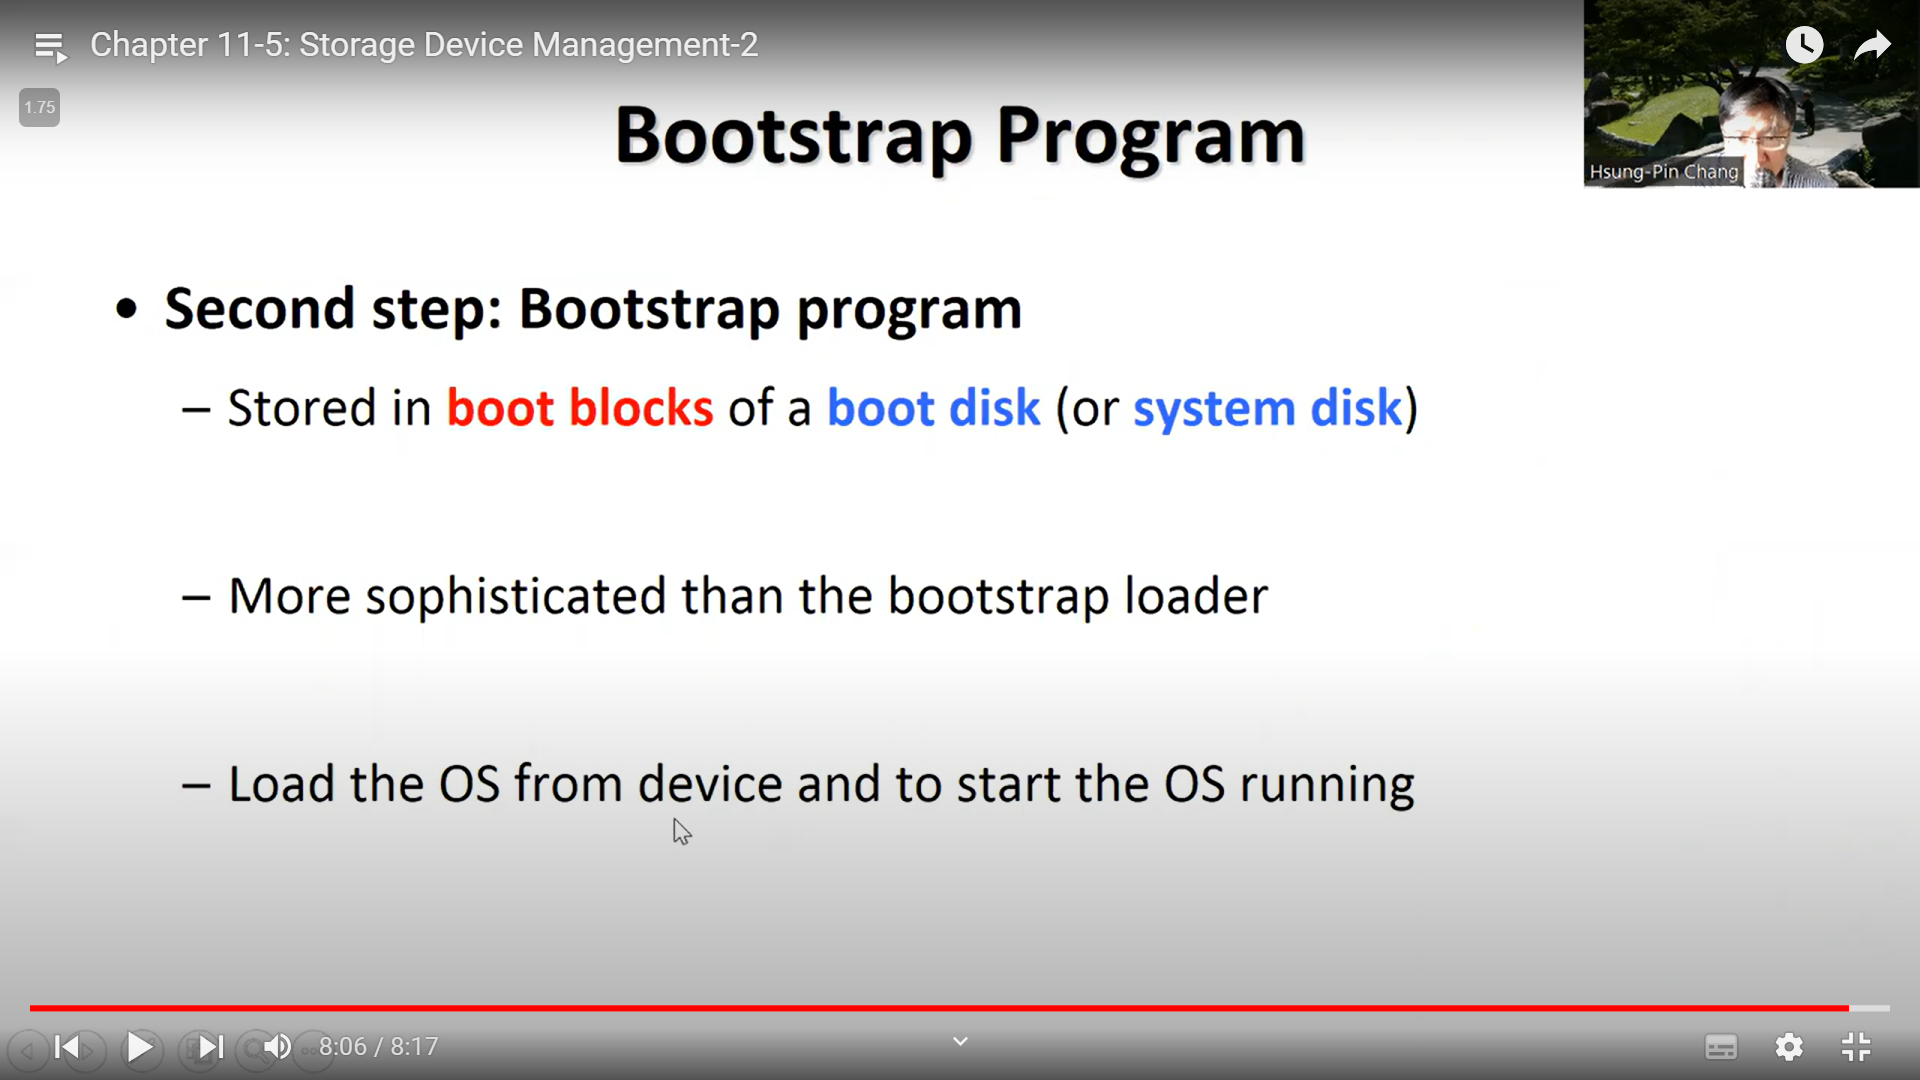 Chapter 11-5: Storage Device Management-2
1.75
Hsung-Pin Chang
Bootstrap Program
• Second step: Bootstrap program
– Stored in boot blocks of a boot disk (or system disk)
– More sophisticated than the bootstrap loader
– Load the OS from device and to start the OS running
8:06 / 8:17